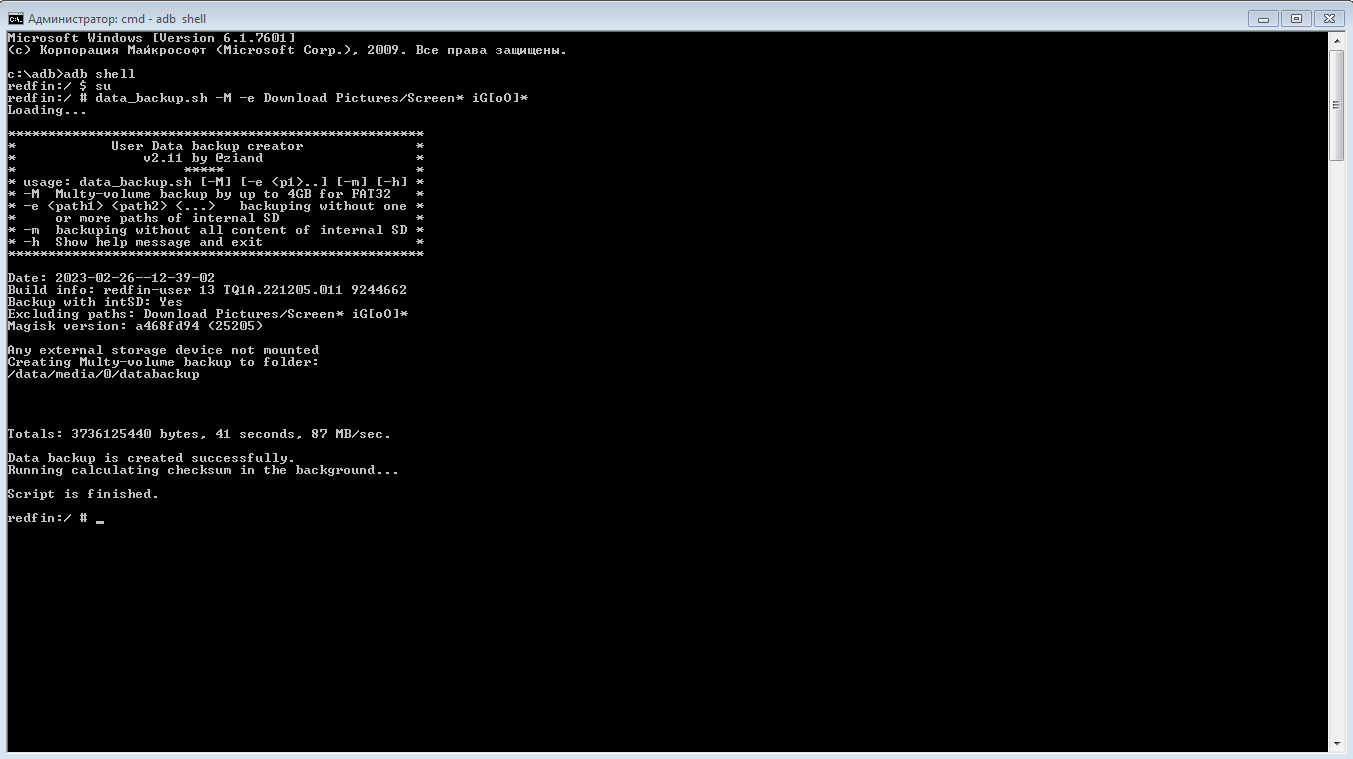 Администратор: cmd - adb shell
Microsoft Windows [Version 6.1.7601]
(c) Корпорация Майкрософт (Microsoft Corp.), 2009. Все права защищены.
c:\adb>adb shell
redfin:/ $ su
redfin:/ # data_backup.sh -M -e Download Pictures/Screen* iG[oO]*
Loading...
****************************************************
*            User Data backup creator              *
*                v2.11 by @ziand                   *
*                     *****                        *
* usage: data_backup.sh [-M] [-e <p1>..] [-m] [-h] *
* -M  Multy-volume backup by up to 4GB for FAT32   *
* -e <path1> <path2> <...>   backuping without one *
*     or more paths of internal SD                 *
* -m  backuping without all content of internal SD *
* -h  Show help message and exit                   *
****************************************************
Date: 2023-02-26--12-39-02
Build info: redfin-user 13 TQ1A.221205.011 9244662
Backup with intSD: Yes
Excluding paths: Download Pictures/Screen* iG[oO]*
Magisk version: a468fd94 (25205)
Any external storage device not mounted
Creating Multy-volume backup to folder:
/data/media/0/databackup
Totals: 3736125440 bytes, 41 seconds, 87 MB/sec.
Data backup is created successfully.
Running calculating checksum in the background...
Script is finished.
redfin:/ # _